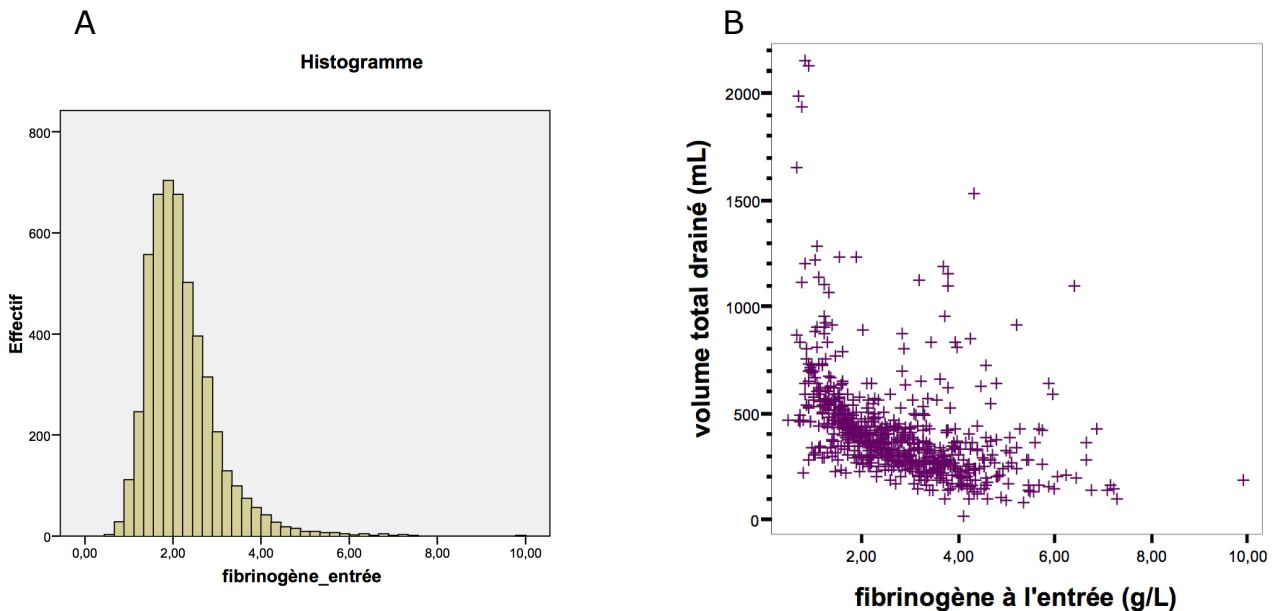 A
Histogramme
Effectif
800
600
400
200
0
0,00 2,00 4,00 6,00 8,00 10,00
fibrinogène_entrée
B
volume total drainé (mL)
2000
1500
1000
500
0
2,00 4,00 6,00 8,00 10,00
fibrinogène à l'entrée (g/L)